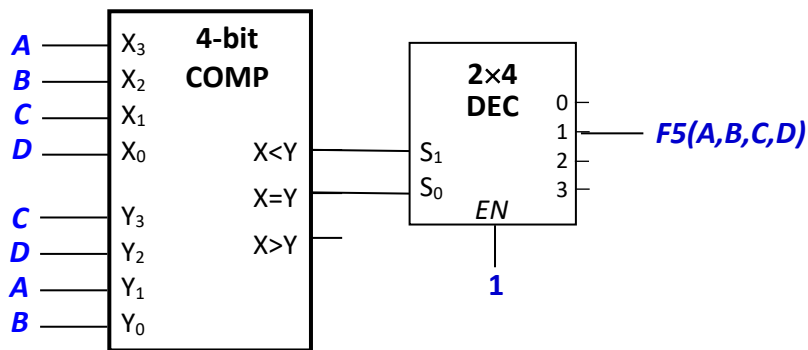 A X₃ 4-bit
COMP
B X₂
C X₁
D X₀
C Y₃
D Y₂
A Y₁
B Y₀
X<Y
X=Y
X>Y
2×4
DEC
S₁
S₀
EN
0
1 F5(A,B,C,D)
2
3
1